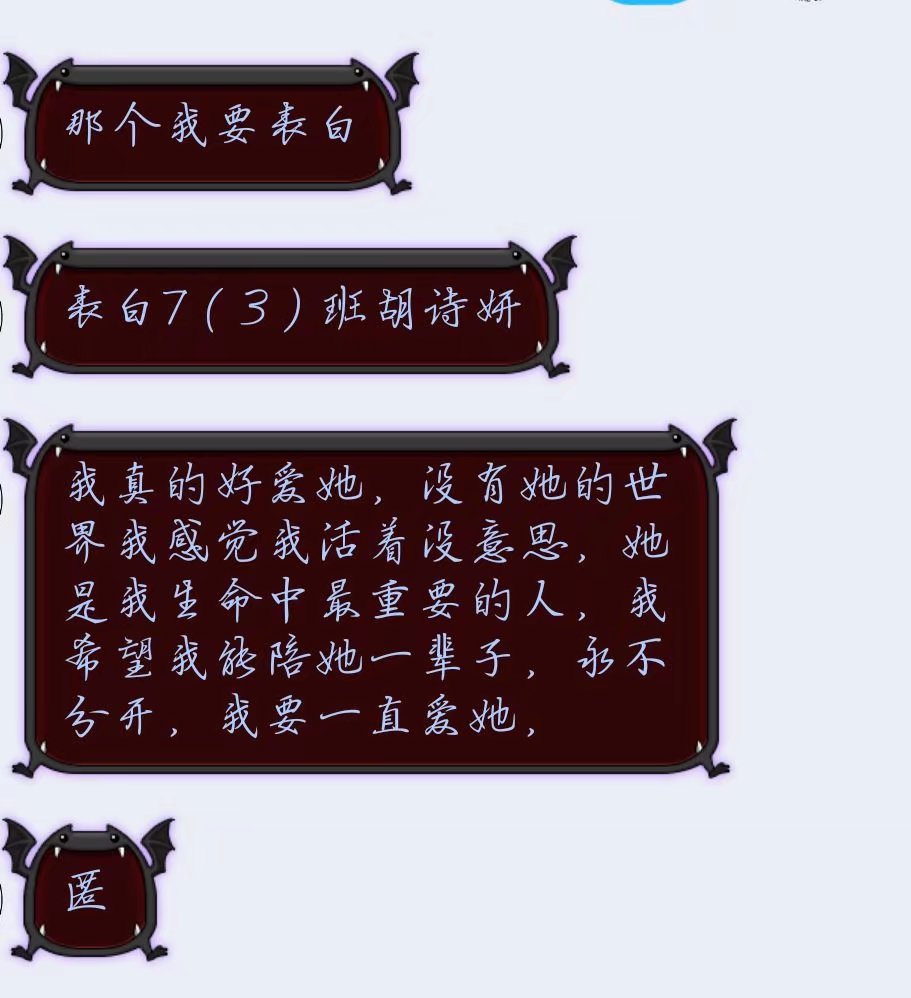 那个我要表白
表白7(3)班胡诗妍
我真的好爱她，没有她的世
界我感觉我活着没意思，她
是我生命中最重要的人，我
希望我能陪她一辈子，永不
分开，我要一直爱她，
匿